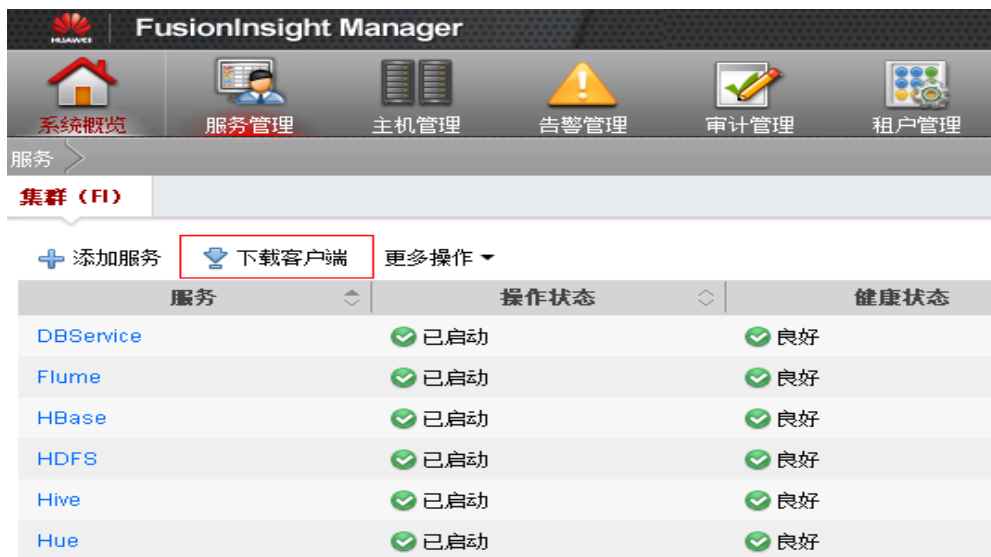 HUAWEI FusionInsight Manager
系统概览 服务管理 主机管理 告警管理 审计管理 租户管理
服务
集群（FI）
添加服务 下载客户端 更多操作
服务 操作状态 健康状态
DBService 已启动 良好
Flume 已启动 良好
HBase 已启动 良好
HDFS 已启动 良好
Hive 已启动 良好
Hue 已启动 良好